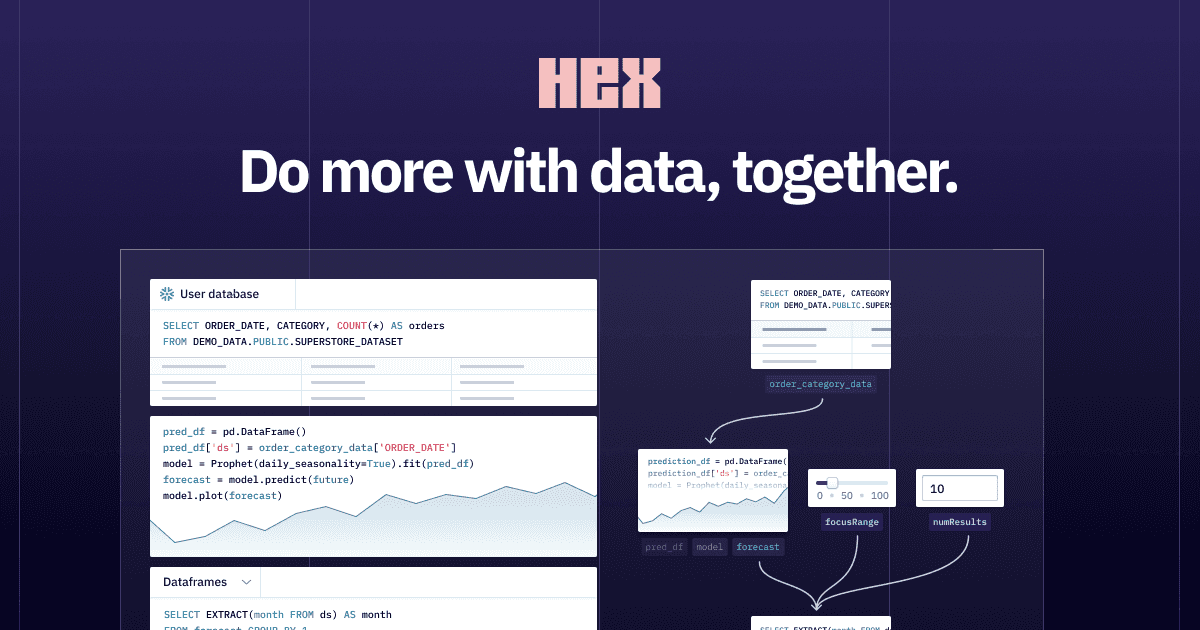 HEX
Do more with data, together.
User database
SELECT ORDER_DATE, CATEGORY, COUNT(*) AS orders
FROM DEMO_DATA.PUBLIC.SUPERSTORE_DATASET
pred_df = pd.DataFrame()
pred_df['ds'] = order_category_data['ORDER_DATE']
model = Prophet(daily_seasonality=True).fit(pred_df)
forecast = model.predict(future)
model.plot(forecast)
Dataframes
SELECT EXTRACT(month FROM ds) AS month
FROM forecast GROUP BY 1
SELECT ORDER_DATE, CATEGORY
FROM DEMO_DATA.PUBLIC.SUPERS
order_category_data
prediction_df = pd.DataFrame(
prediction_df['ds'] = order_c
model = Prophet(daily_seasona
pred_df model forecast
0 50 100
focusRange
10
numResults
SELECT EXTRACT(month FROM d